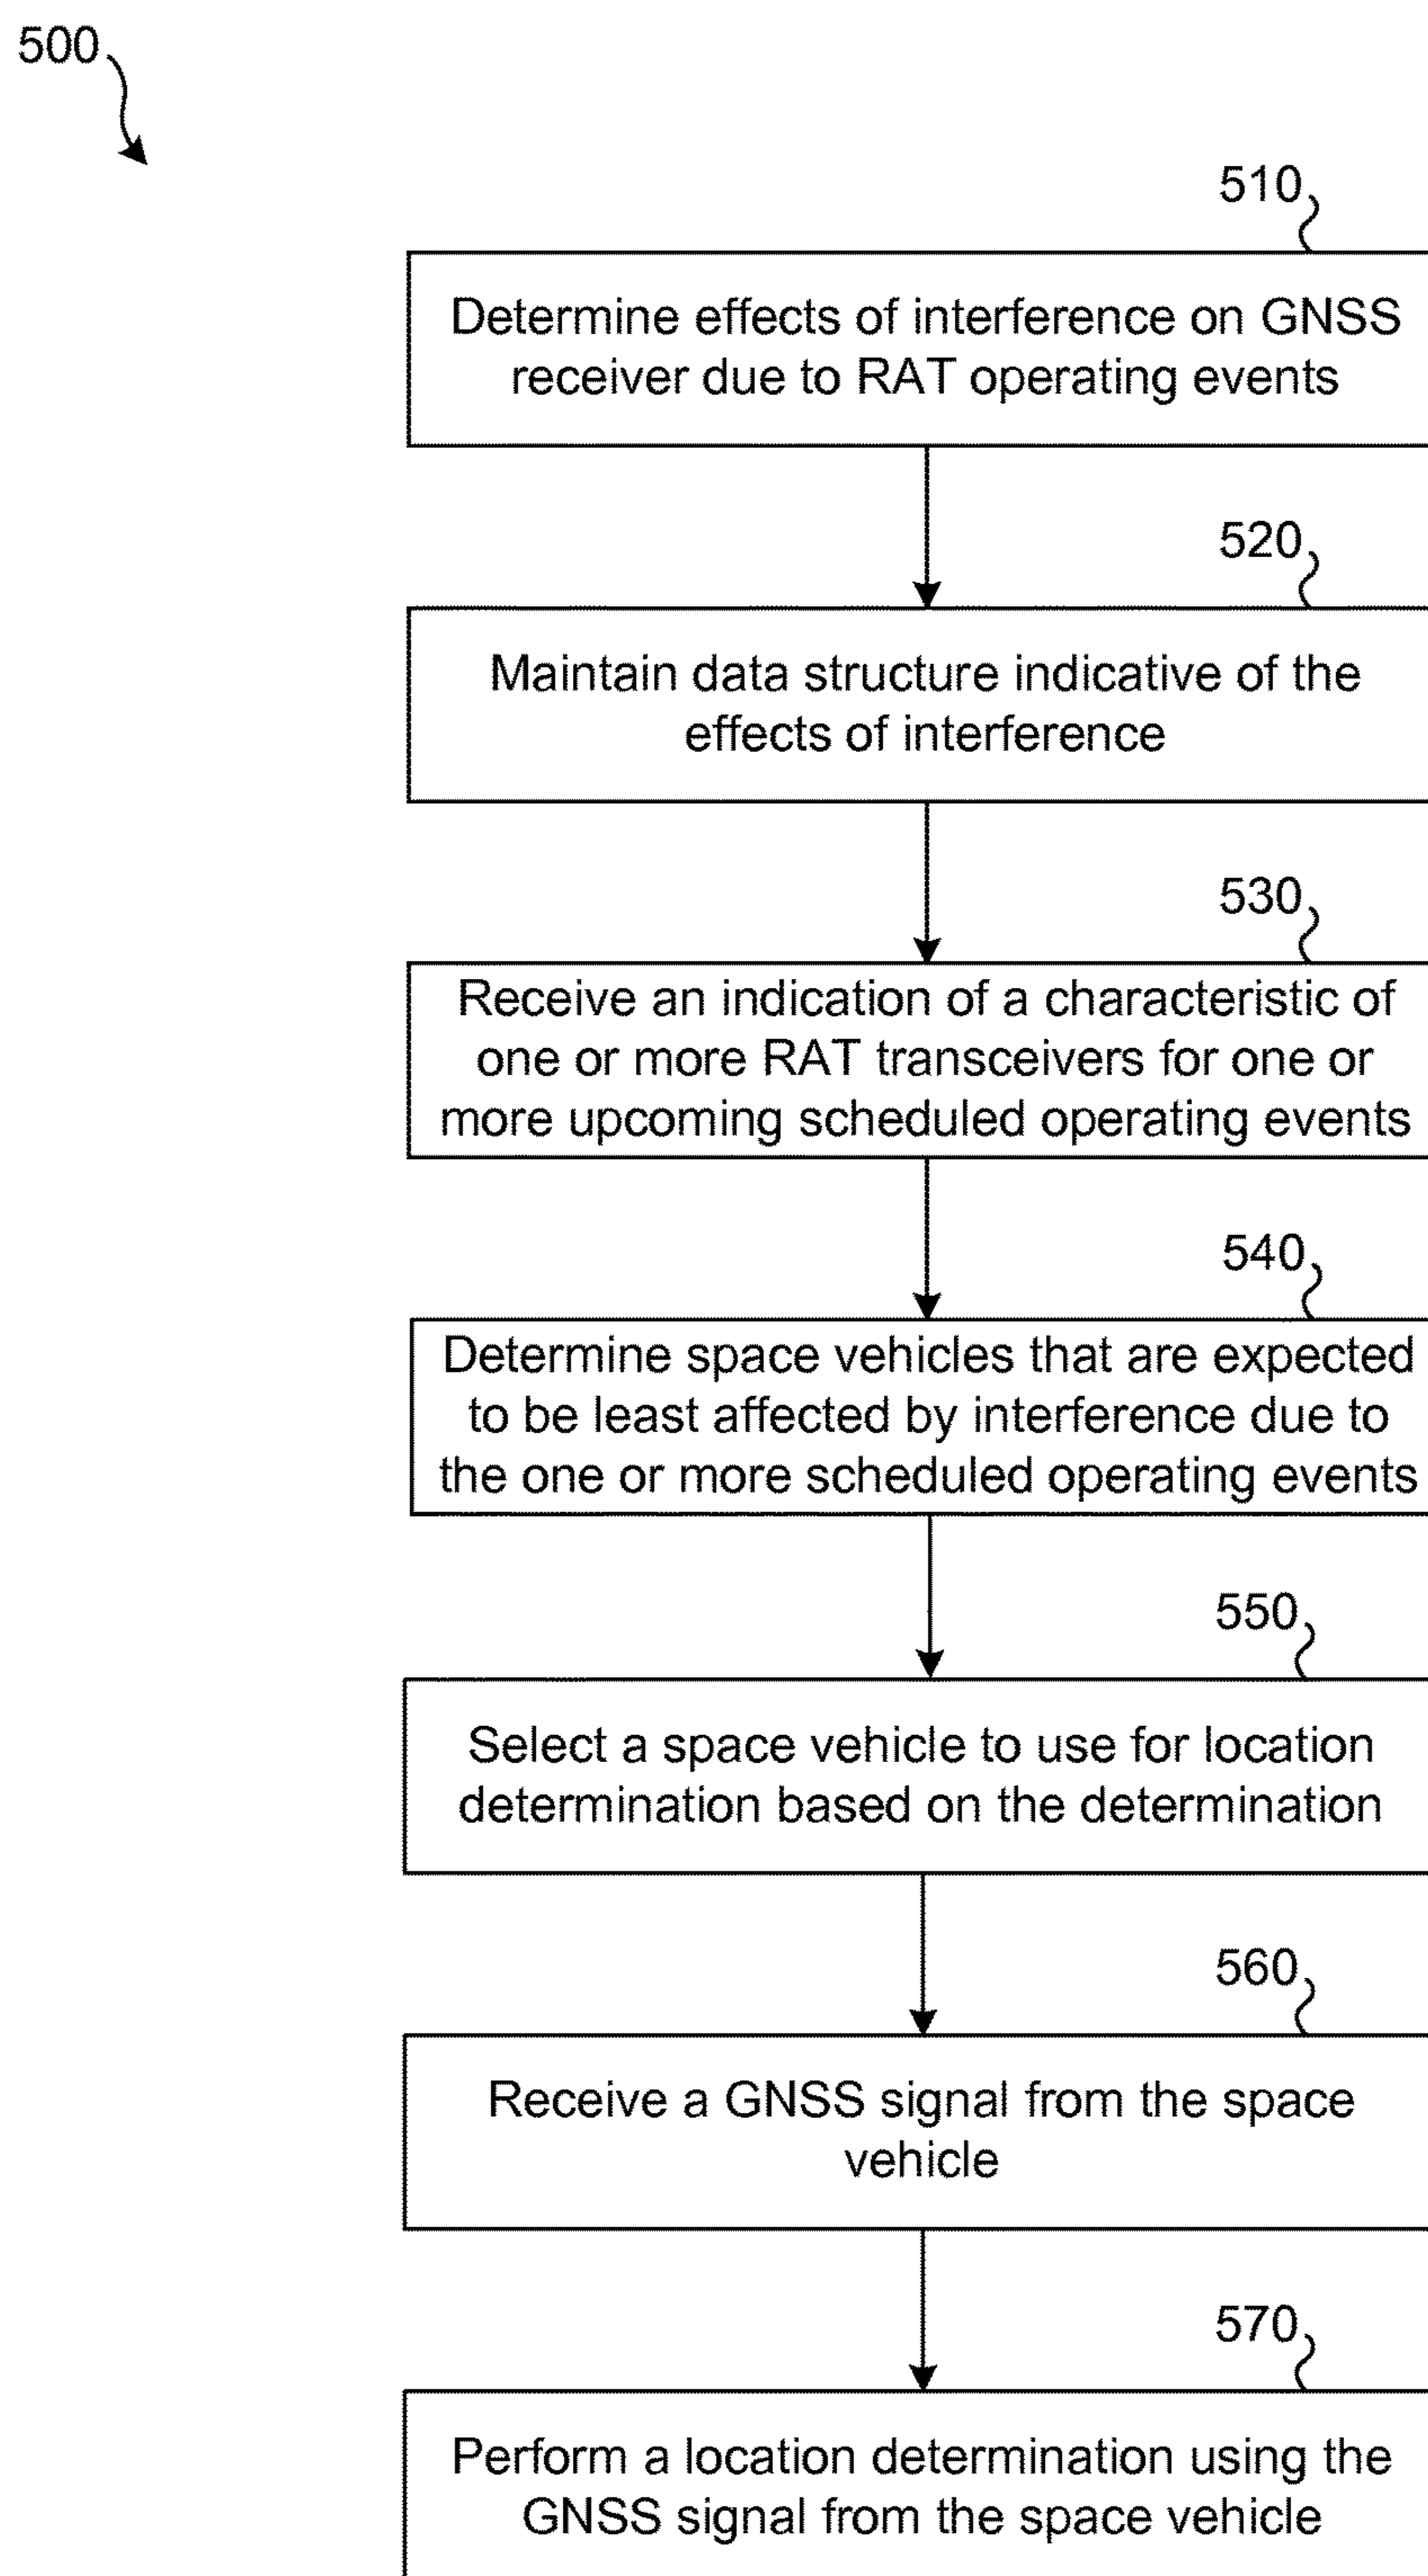 500
510
Determine effects of interference on GNSS
receiver due to RAT operating events
520
Maintain data structure indicative of the
effects of interference
530
Receive an indication of a characteristic of
one or more RAT transceivers for one or
more upcoming scheduled operating events
540
Determine space vehicles that are expected
to be least affected by interference due to
the one or more scheduled operating events
550
Select a space vehicle to use for location
determination based on the determination
560
Receive a GNSS signal from the space
vehicle
570
Perform a location determination using the
GNSS signal from the space vehicle